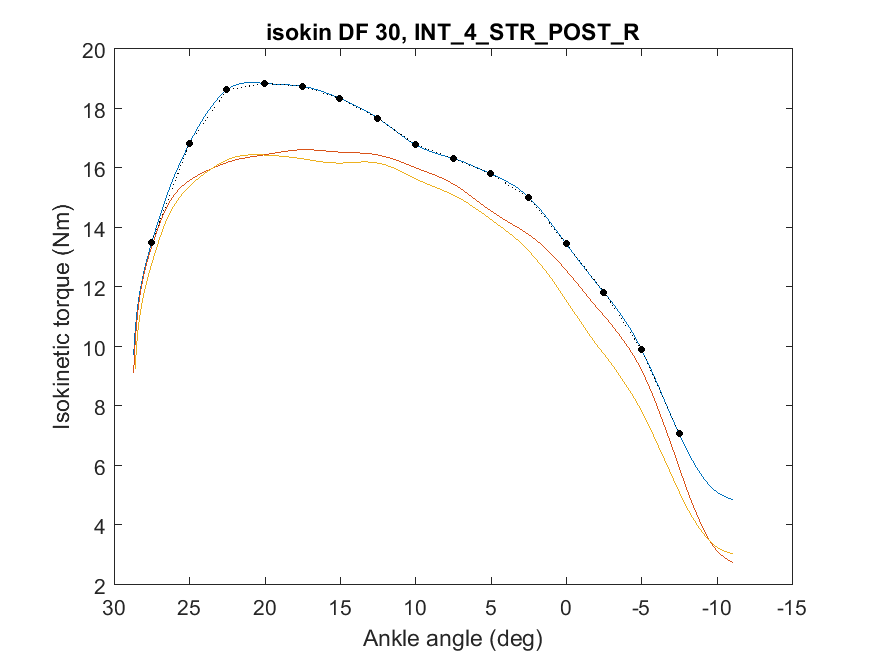 isokin DF 30, INT_4_STR_POST_R
20
18
16
14
12
10
8
6
4
2
Isokinetic torque (Nm)
30 25 20 15 10 5 0 -5 -10 -15
Ankle angle (deg)